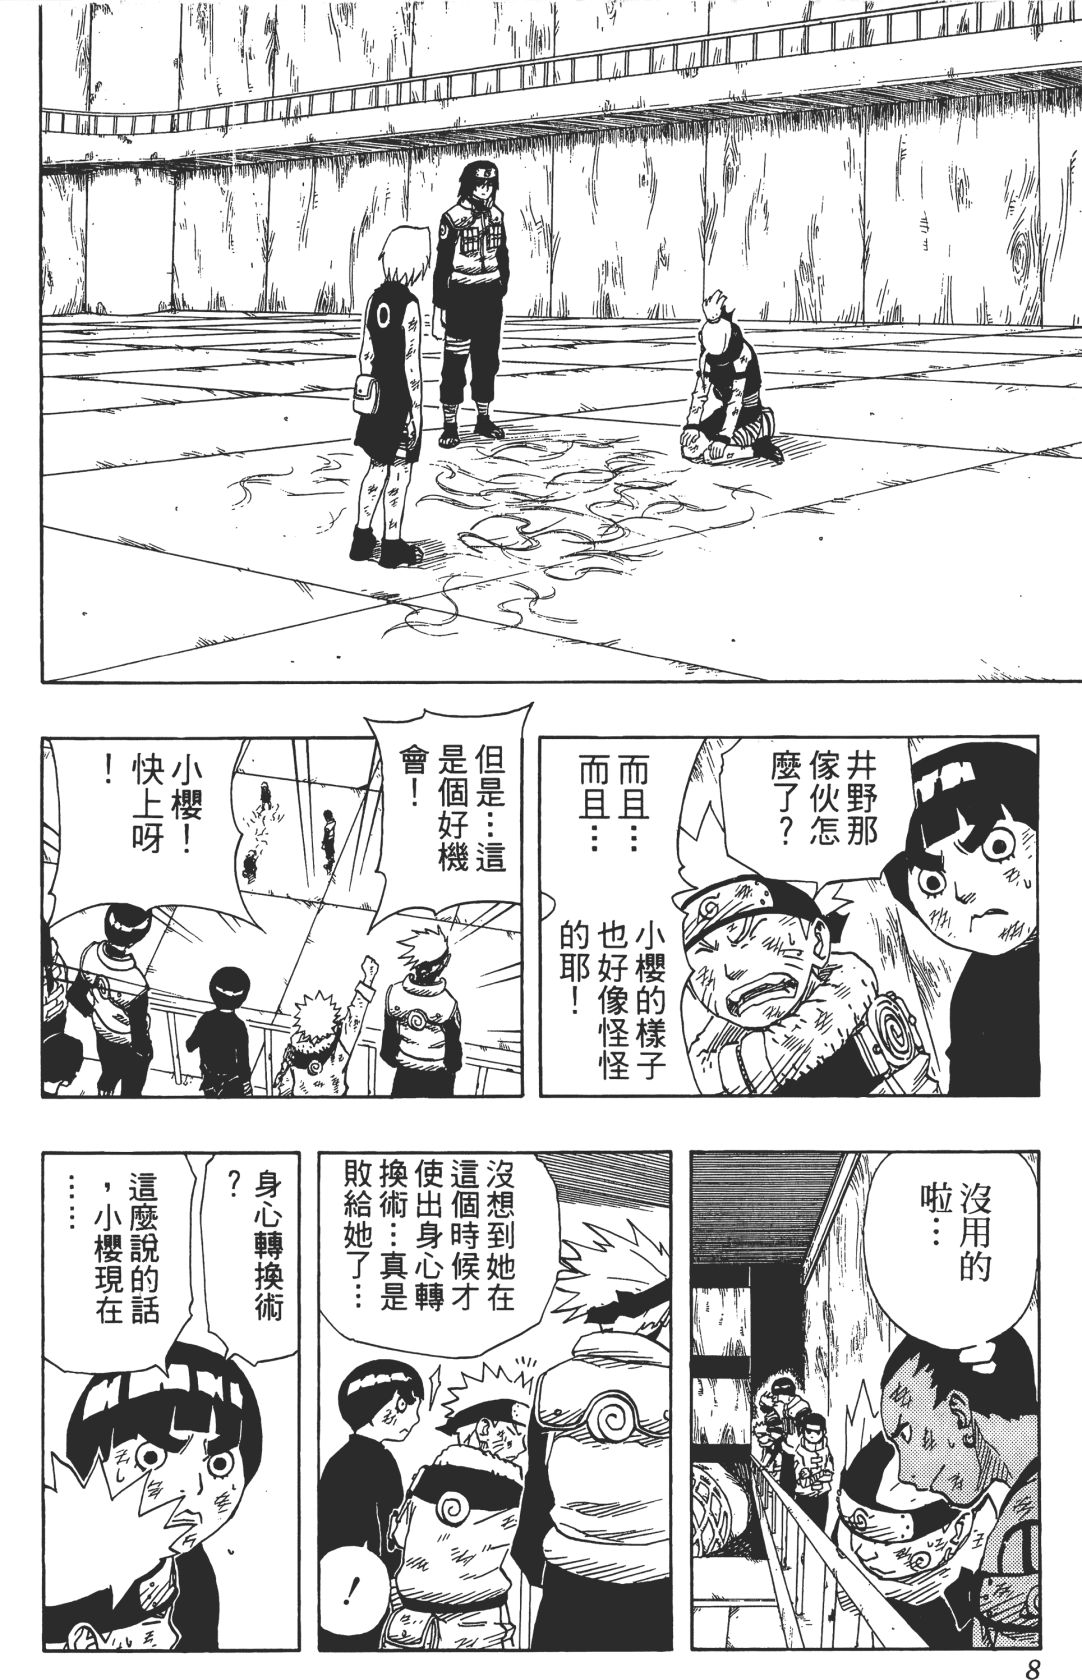 井野那
傢伙怎
麼了?
而且…
而且…
小櫻的樣子
也好像怪怪
的耶!
但是…這
是個好機
會!
小櫻!
快上呀
!
沒用的
啦…
沒想到她在
這個時候才
使出身心轉
換術…真是
敗給她了…
!
身心轉換術
?
這麼說的話
,小櫻現在
……
8